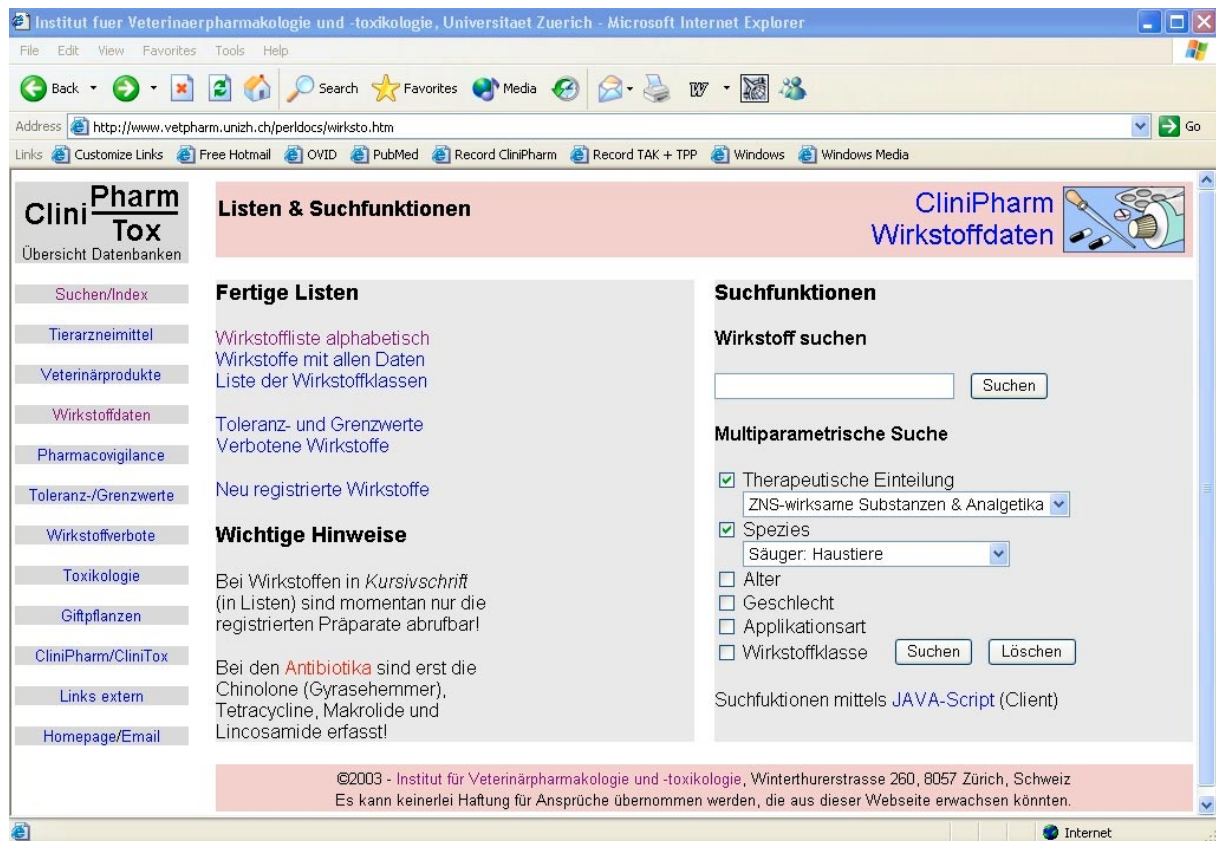 Institut fuer Veterinaerpharmakologie und -toxikologie, Universitaet Zuerich - Microsoft Internet Explorer
File Edit View Favorites Tools Help
Back Search Favorites Media W
Address http://www.vetpharm.unizh.ch/perldocs/wirksto.htm Go
Links Customize Links Free Hotmail OVID PubMed Record CliniPharm Record TAK + TPP Windows Windows Media
Clini Pharm
Tox
Übersicht Datenbanken
Suchen/Index
Tierarzneimittel
Veterinärprodukte
Wirkstoffdaten
Pharmacovigilance
Toleranz-/Grenzwerte
Wirkstoffverbote
Toxikologie
Giftpflanzen
CliniPharm/CliniTox
Links extern
Homepage/Email
Listen & Suchfunktionen
CliniPharm
Wirkstoffdaten
Fertige Listen
Wirkstoffliste alphabetisch
Wirkstoffe mit allen Daten
Liste der Wirkstoffklassen
Toleranz- und Grenzwerte
Verbotene Wirkstoffe
Neu registrierte Wirkstoffe
Wichtige Hinweise
Bei Wirkstoffen in Kursivschrift
(in Listen) sind momentan nur die
registrierten Präparate abrufbar!
Bei den Antibiotika sind erst die
Chinolone (Gyrasehemmer),
Tetracycline, Makrolide und
Lincosamide erfasst!
Suchfunktionen
Wirkstoff suchen
Suchen
Multiparametrische Suche
Therapeutische Einteilung
ZNS-wirksame Substanzen & Analgetika
Spezies
Säuger: Haustiere
Alter
Geschlecht
Applikationsart
Wirkstoffklasse Suchen Löschen
Suchfuktionen mittels JAVA-Script (Client)
©2003 - Institut für Veterinärpharmakologie und -toxikologie, Winterthurerstrasse 260, 8057 Zürich, Schweiz
Es kann keinerlei Haftung für Ansprüche übernommen werden, die aus dieser Webseite erwachsen könnten.
Internet